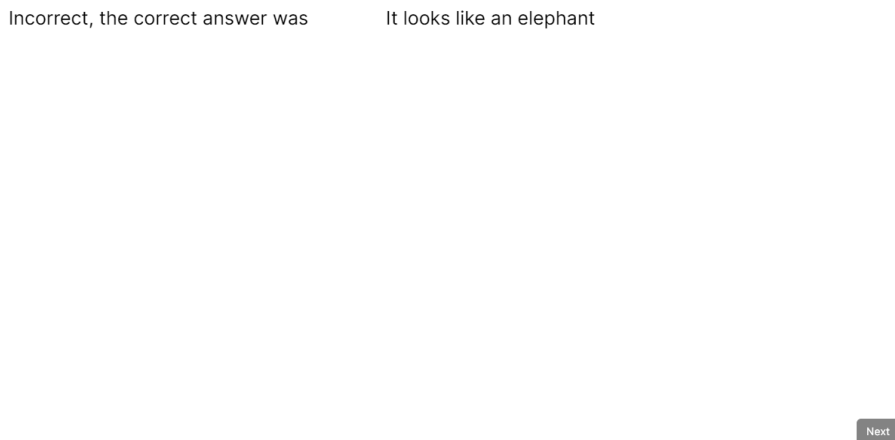 Incorrect, the correct answer was It looks like an elephant
Next